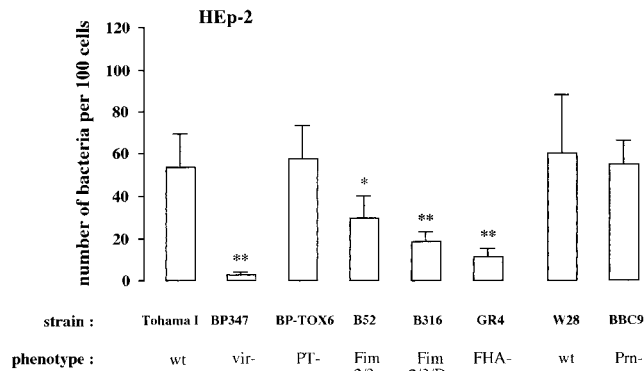 HEp-2
number of bacteria per 100 cells
120
100
80
60
40
20
0
**
*
**
**
strain : Tohama I BP347 BP-TOX6 B52 B316 GR4 W28 BBC9
phenotype : wt vir- PT- Fim Fim FHA- wt Prn-